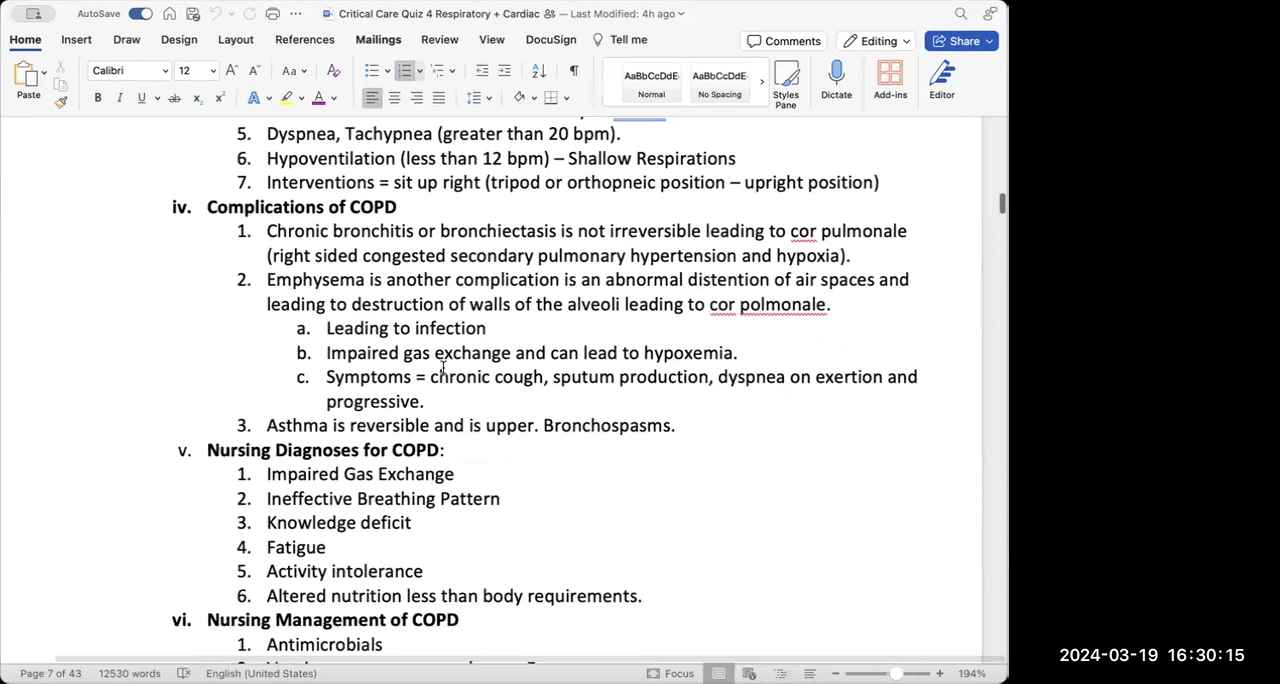 AutoSave
Critical Care Quiz 4 Respiratory + Cardiac — Last Modified: 4h ago
Home Insert Draw Design Layout References Mailings Review View DocuSign Tell me Comments Editing Share
Paste Calibri 12 Aa AaBbCcDdE AaBbCcDdE
B I U ab x₂ x² A A Normal No Spacing Styles Pane Dictate Add-ins Editor
5. Dyspnea, Tachypnea (greater than 20 bpm).
6. Hypoventilation (less than 12 bpm) – Shallow Respirations
7. Interventions = sit up right (tripod or orthopneic position – upright position)
iv. Complications of COPD
1. Chronic bronchitis or bronchiectasis is not irreversible leading to cor pulmonale
(right sided congested secondary pulmonary hypertension and hypoxia).
2. Emphysema is another complication is an abnormal distention of air spaces and
leading to destruction of walls of the alveoli leading to cor polmonale.
a. Leading to infection
b. Impaired gas exchange and can lead to hypoxemia.
c. Symptoms = chronic cough, sputum production, dyspnea on exertion and
progressive.
3. Asthma is reversible and is upper. Bronchospasms.
v. Nursing Diagnoses for COPD:
1. Impaired Gas Exchange
2. Ineffective Breathing Pattern
3. Knowledge deficit
4. Fatigue
5. Activity intolerance
6. Altered nutrition less than body requirements.
vi. Nursing Management of COPD
1. Antimicrobials
Page 7 of 43 12530 words English (United States) Focus 194%
2024-03-19 16:30:15